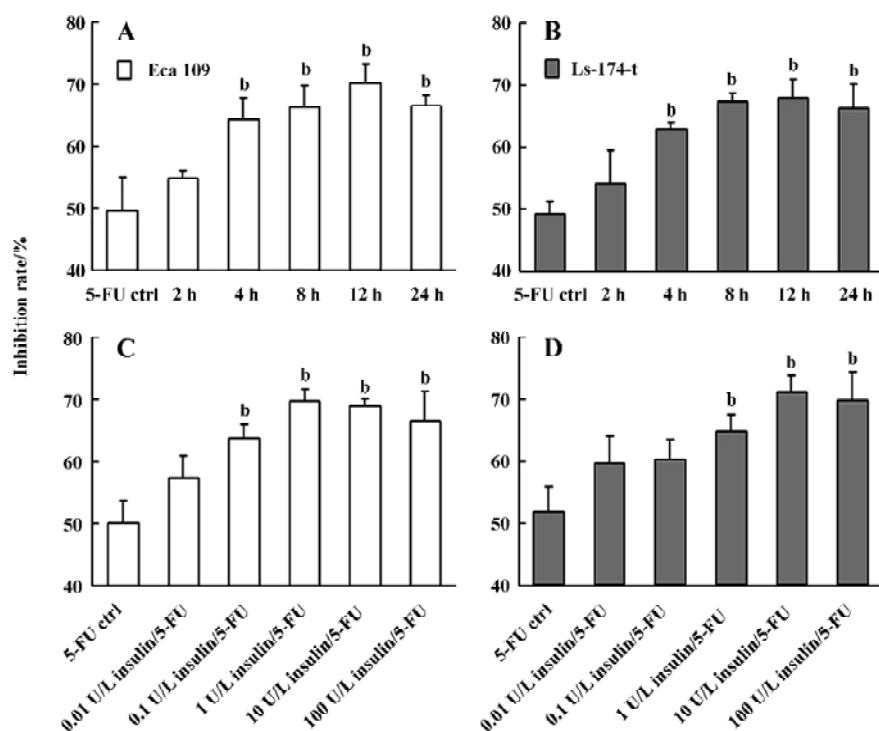 Inhibition rate/%
A
Eca 109
80
70
60
50
40
b b b b
5-FU ctrl 2 h 4 h 8 h 12 h 24 h
B
Ls-174-t
80
70
60
50
40
b b b b
5-FU ctrl 2 h 4 h 8 h 12 h 24 h
C
80
70
60
50
40
b b b b
5-FU ctrl
0.01 U/L insulin/5-FU
0.1 U/L insulin/5-FU
1 U/L insulin/5-FU
10 U/L insulin/5-FU
100 U/L insulin/5-FU
D
80
70
60
50
40
b b b
5-FU ctrl
0.01 U/L insulin/5-FU
0.1 U/L insulin/5-FU
1 U/L insulin/5-FU
10 U/L insulin/5-FU
100 U/L insulin/5-FU